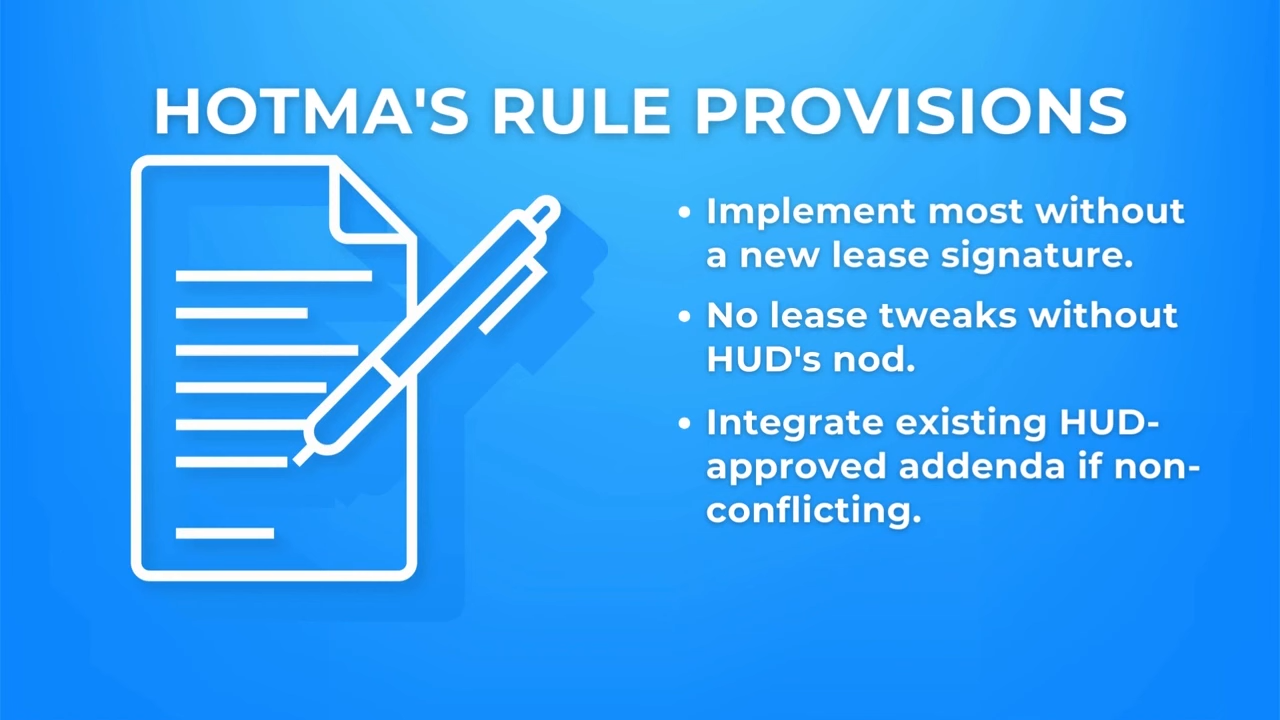 HOTMA'S RULE PROVISIONS
• Implement most without
a new lease signature.
• No lease tweaks without
HUD's nod.
• Integrate existing HUD-
approved addenda if non-
conflicting.